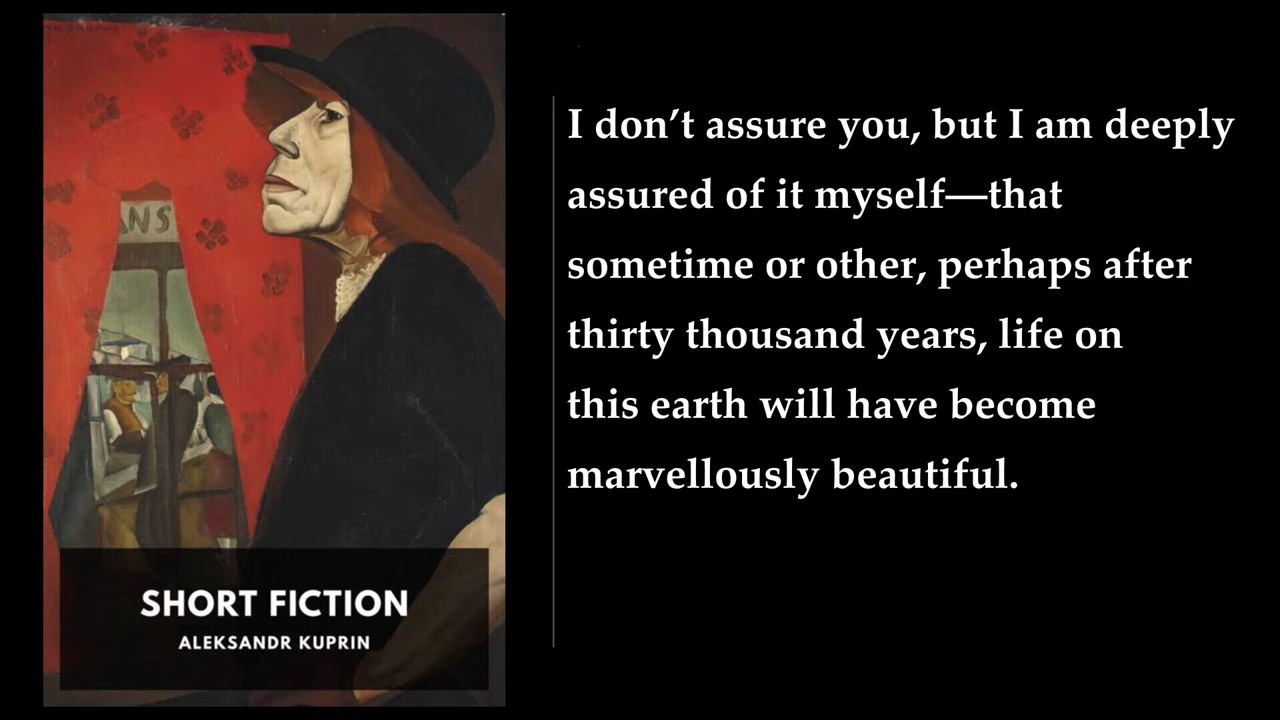 ANS
SHORT FICTION
ALEKSANDR KUPRIN
I don’t assure you, but I am deeply
assured of it myself—that
sometime or other, perhaps after
thirty thousand years, life on
this earth will have become
marvellously beautiful.